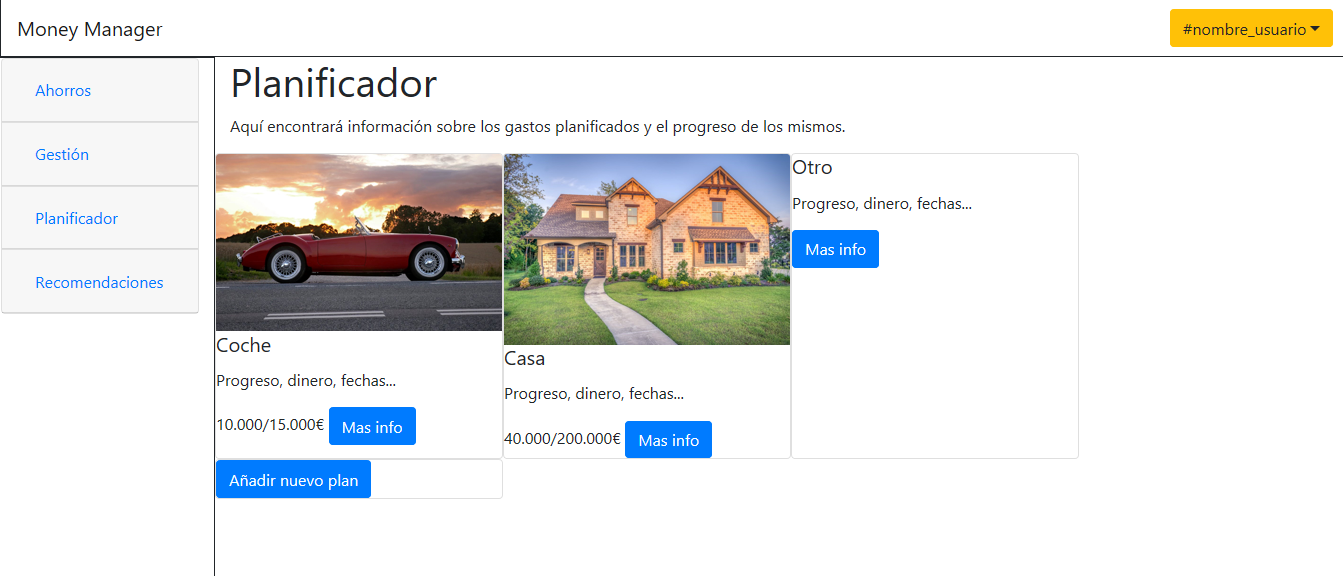 Money Manager
#nombre_usuario
Ahorros
Gestión
Planificador
Recomendaciones
Planificador
Aquí encontrará información sobre los gastos planificados y el progreso de los mismos.
Coche
Progreso, dinero, fechas...
10.000/15.000€ Mas info
Casa
Progreso, dinero, fechas...
40.000/200.000€ Mas info
Otro
Progreso, dinero, fechas...
Mas info
Añadir nuevo plan